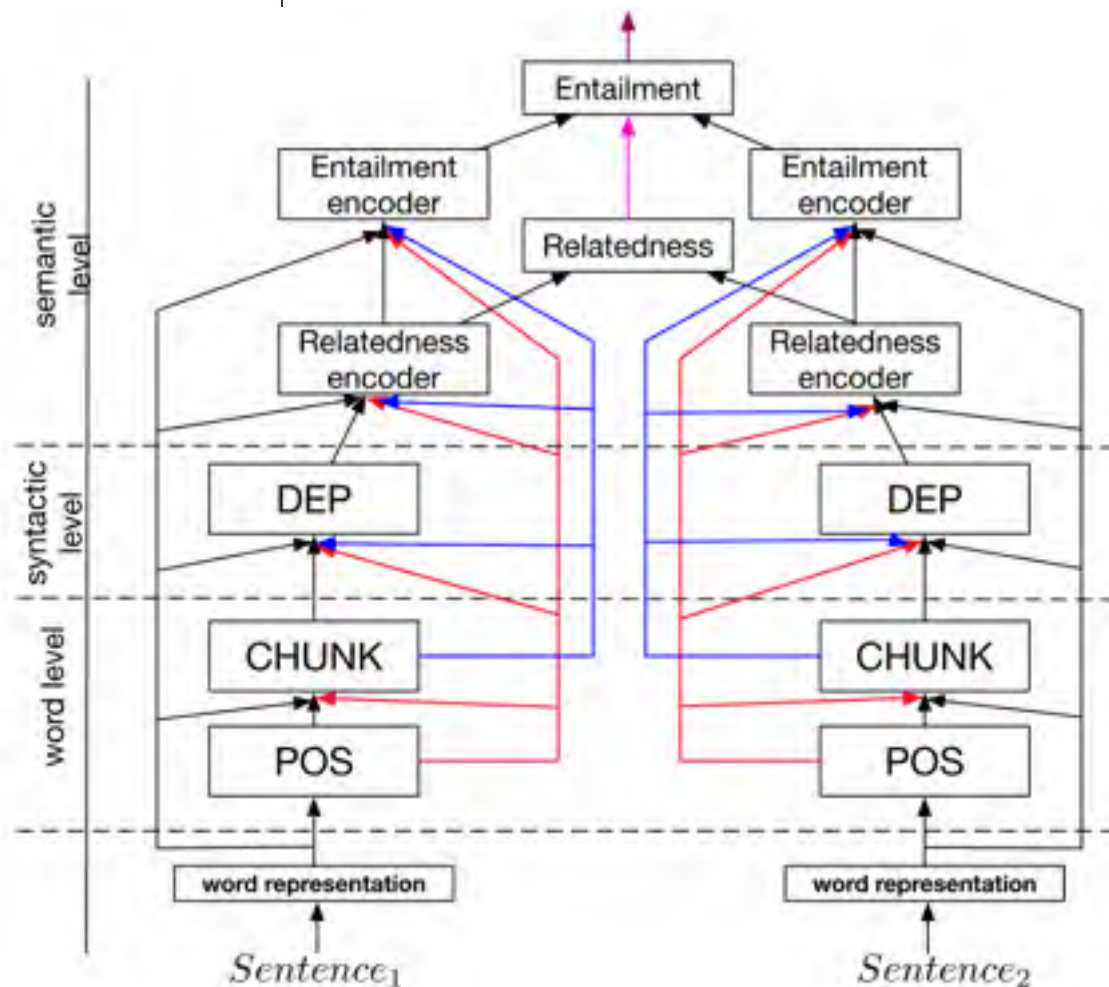 Entailment
Entailment
encoder
Entailment
encoder
Relatedness
semantic
level
Relatedness
encoder
Relatedness
encoder
syntactic
level
DEP
DEP
word level
CHUNK
CHUNK
POS
POS
word representation
word representation
Sentence₁
Sentence₂